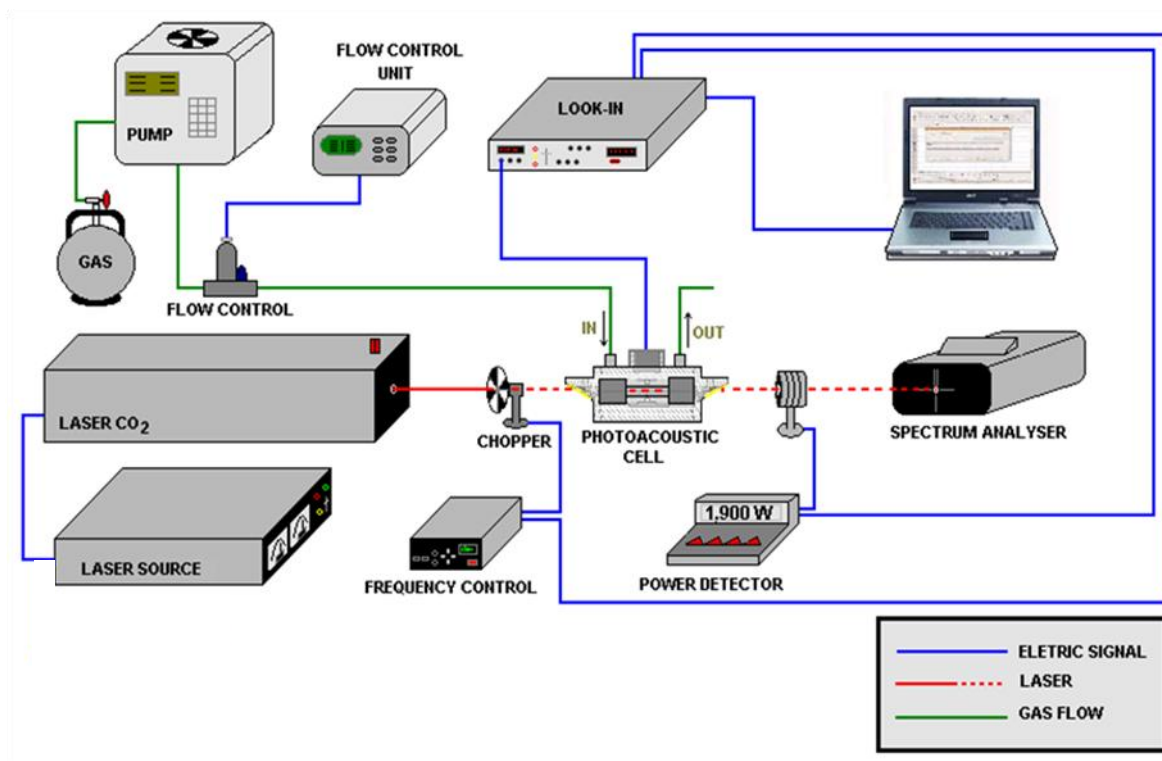 FLOW CONTROL
UNIT
PUMP
LOOK-IN
GAS
FLOW CONTROL
IN
OUT
LASER CO2
CHOPPER
PHOTOACOUSTIC
CELL
SPECTRUM ANALYSER
LASER SOURCE
FREQUENCY CONTROL
1,900 W
POWER DETECTOR
ELETRIC SIGNAL
LASER
GAS FLOW